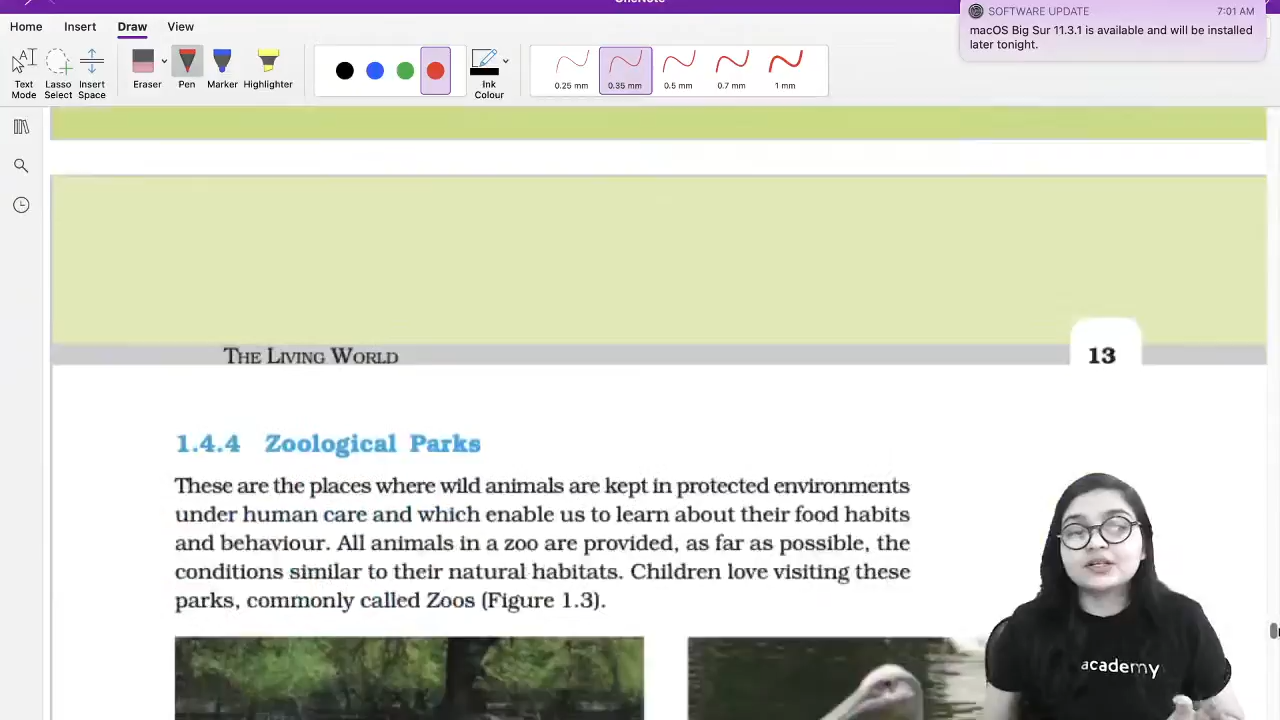 Home Insert Draw View
SOFTWARE UPDATE 7:01 AM
macOS Big Sur 11.3.1 is available and will be installed
later tonight.
Text Mode
Lasso Select
Insert Space
Eraser
Pen
Marker
Highlighter
Ink Colour
0.25 mm
0.35 mm
0.5 mm
0.7 mm
1 mm
THE LIVING WORLD 13
1.4.4 Zoological Parks
These are the places where wild animals are kept in protected environments
under human care and which enable us to learn about their food habits
and behaviour. All animals in a zoo are provided, as far as possible, the
conditions similar to their natural habitats. Children love visiting these
parks, commonly called Zoos (Figure 1.3).
academy